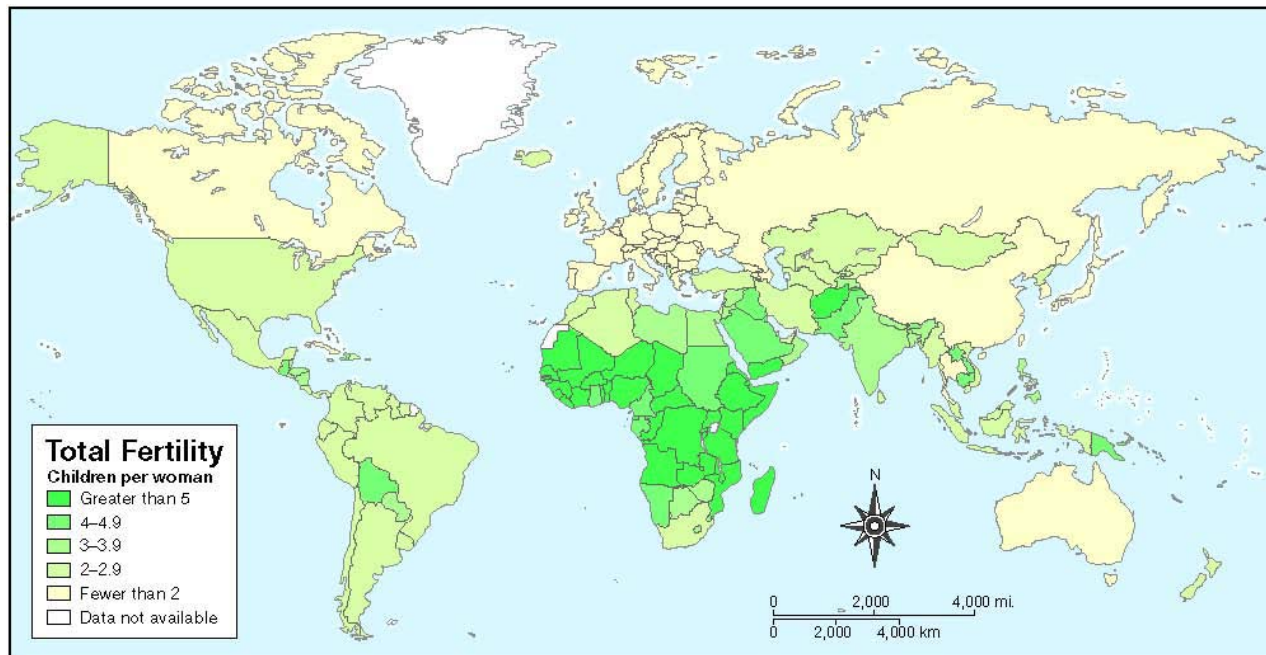 Total Fertility
Children per woman
Greater than 5
4–4.9
3–3.9
2–2.9
Fewer than 2
Data not available
N
0 2,000 4,000 mi.
0 2,000 4,000 km